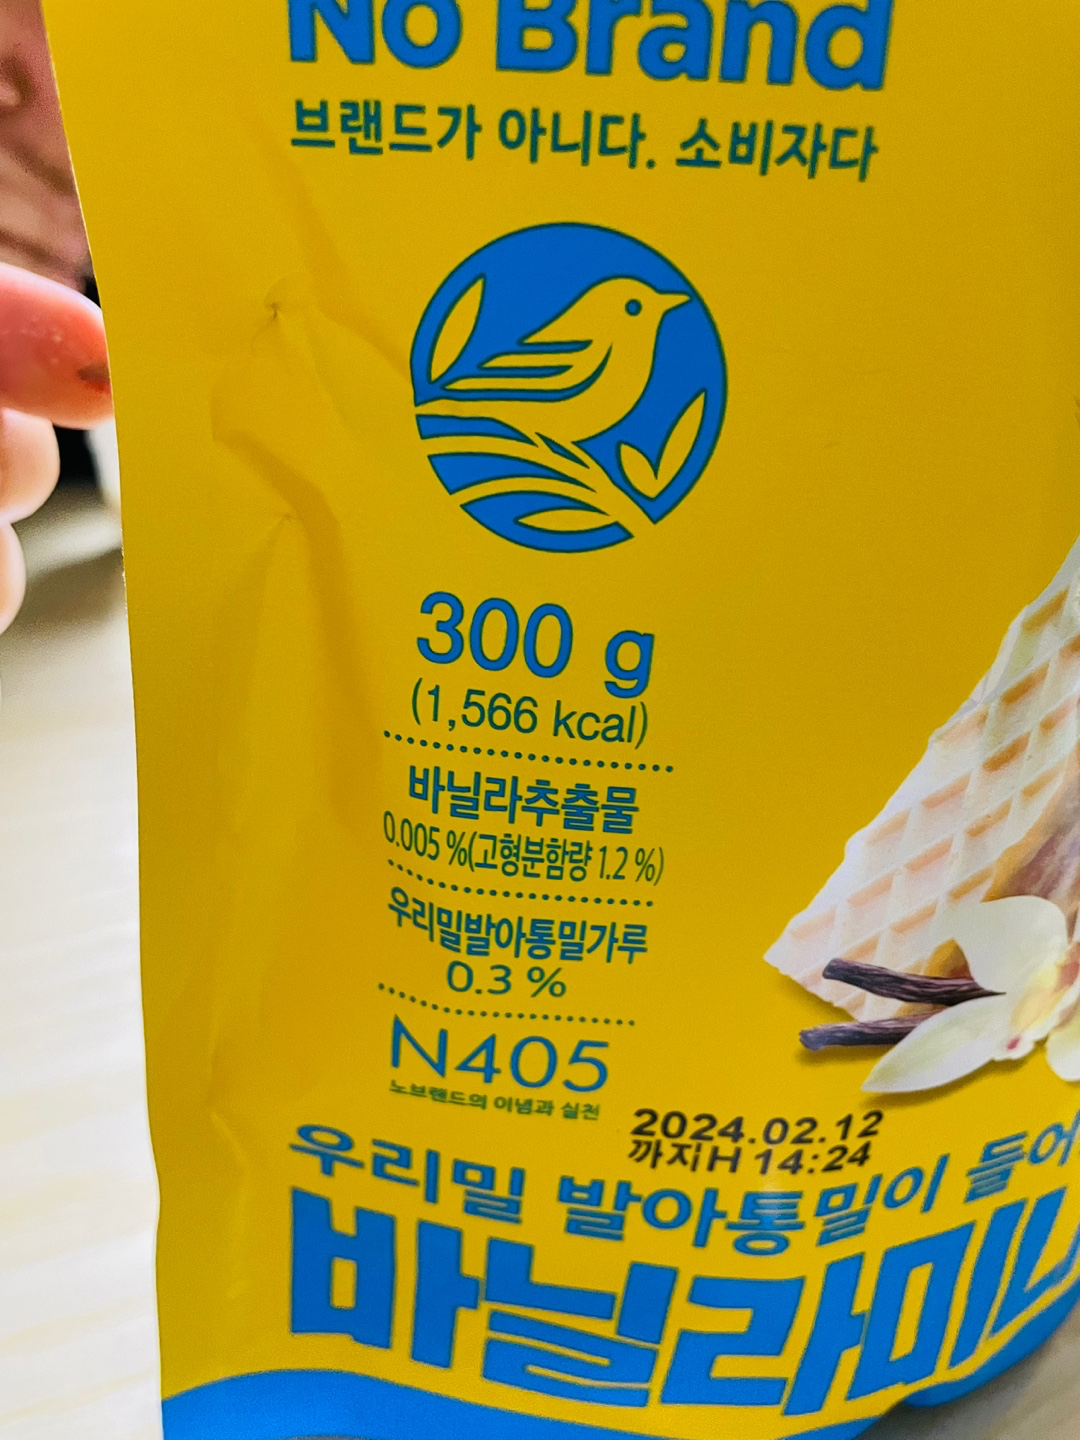 No Brand
브랜드가 아니다. 소비자다
300 g
(1,566 kcal)
바닐라추출물
0.005 %(고형분함량 1.2 %)
우리밀발아통밀가루
0.3 %
N405
노브랜드의 이념과 실천
2024.02.12
까지H 14:24
우리밀 발아통밀이 들어
바닐라미니